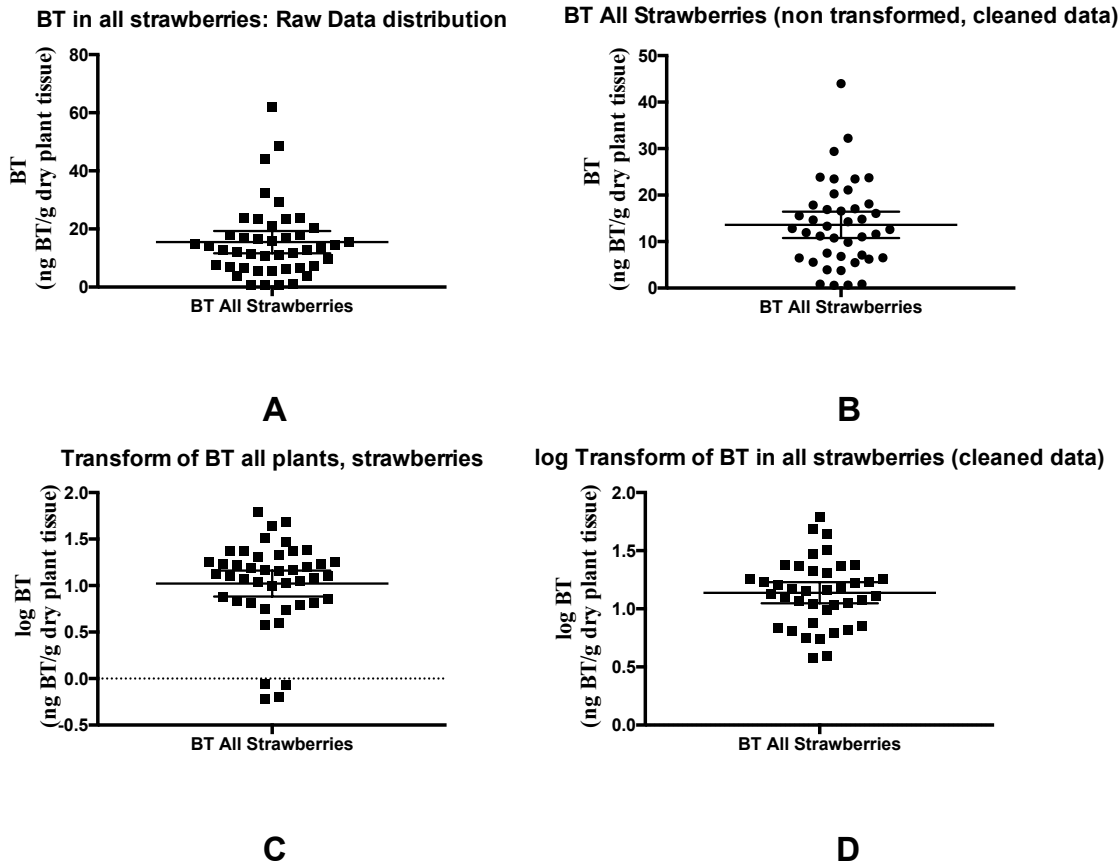 BT in all strawberries: Raw Data distribution
BT
(ng BT/g dry plant tissue)
80
60
40
20
0
BT All Strawberries
A
BT All Strawberries (non transformed, cleaned data)
BT
(ng BT/g dry plant tissue)
50
40
30
20
10
0
BT All Strawberries
B
Transform of BT all plants, strawberries
log BT
(ng BT/g dry plant tissue)
2.0
1.5
1.0
0.5
0.0
-0.5
BT All Strawberries
C
log Transform of BT in all strawberries (cleaned data)
log BT
(ng BT/g dry plant tissue)
2.0
1.5
1.0
0.5
0.0
BT All Strawberries
D